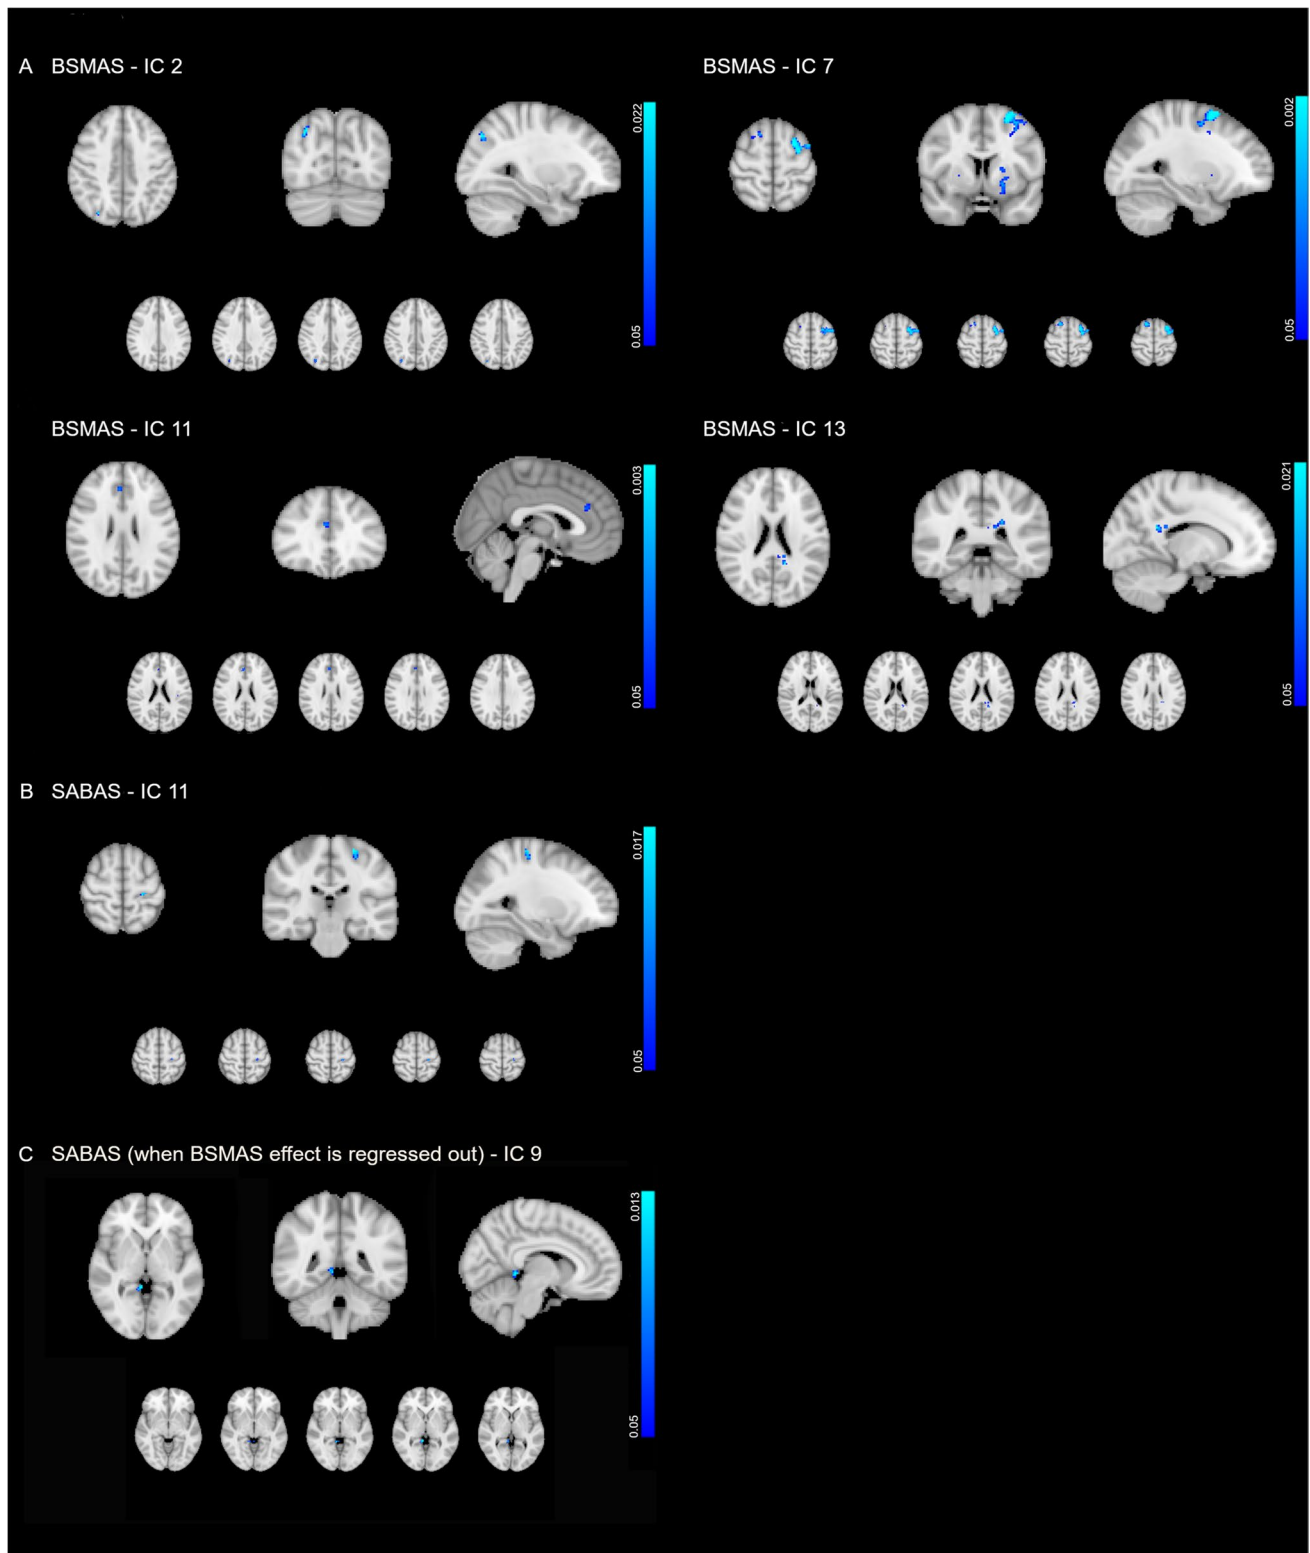 A BSMAS - IC 2
BSMAS - IC 7
0.022
0.05
0.002
0.05
BSMAS - IC 11
BSMAS - IC 13
0.003
0.05
0.021
0.05
B SABAS - IC 11
0.017
0.05
C SABAS (when BSMAS effect is regressed out) - IC 9
0.013
0.05